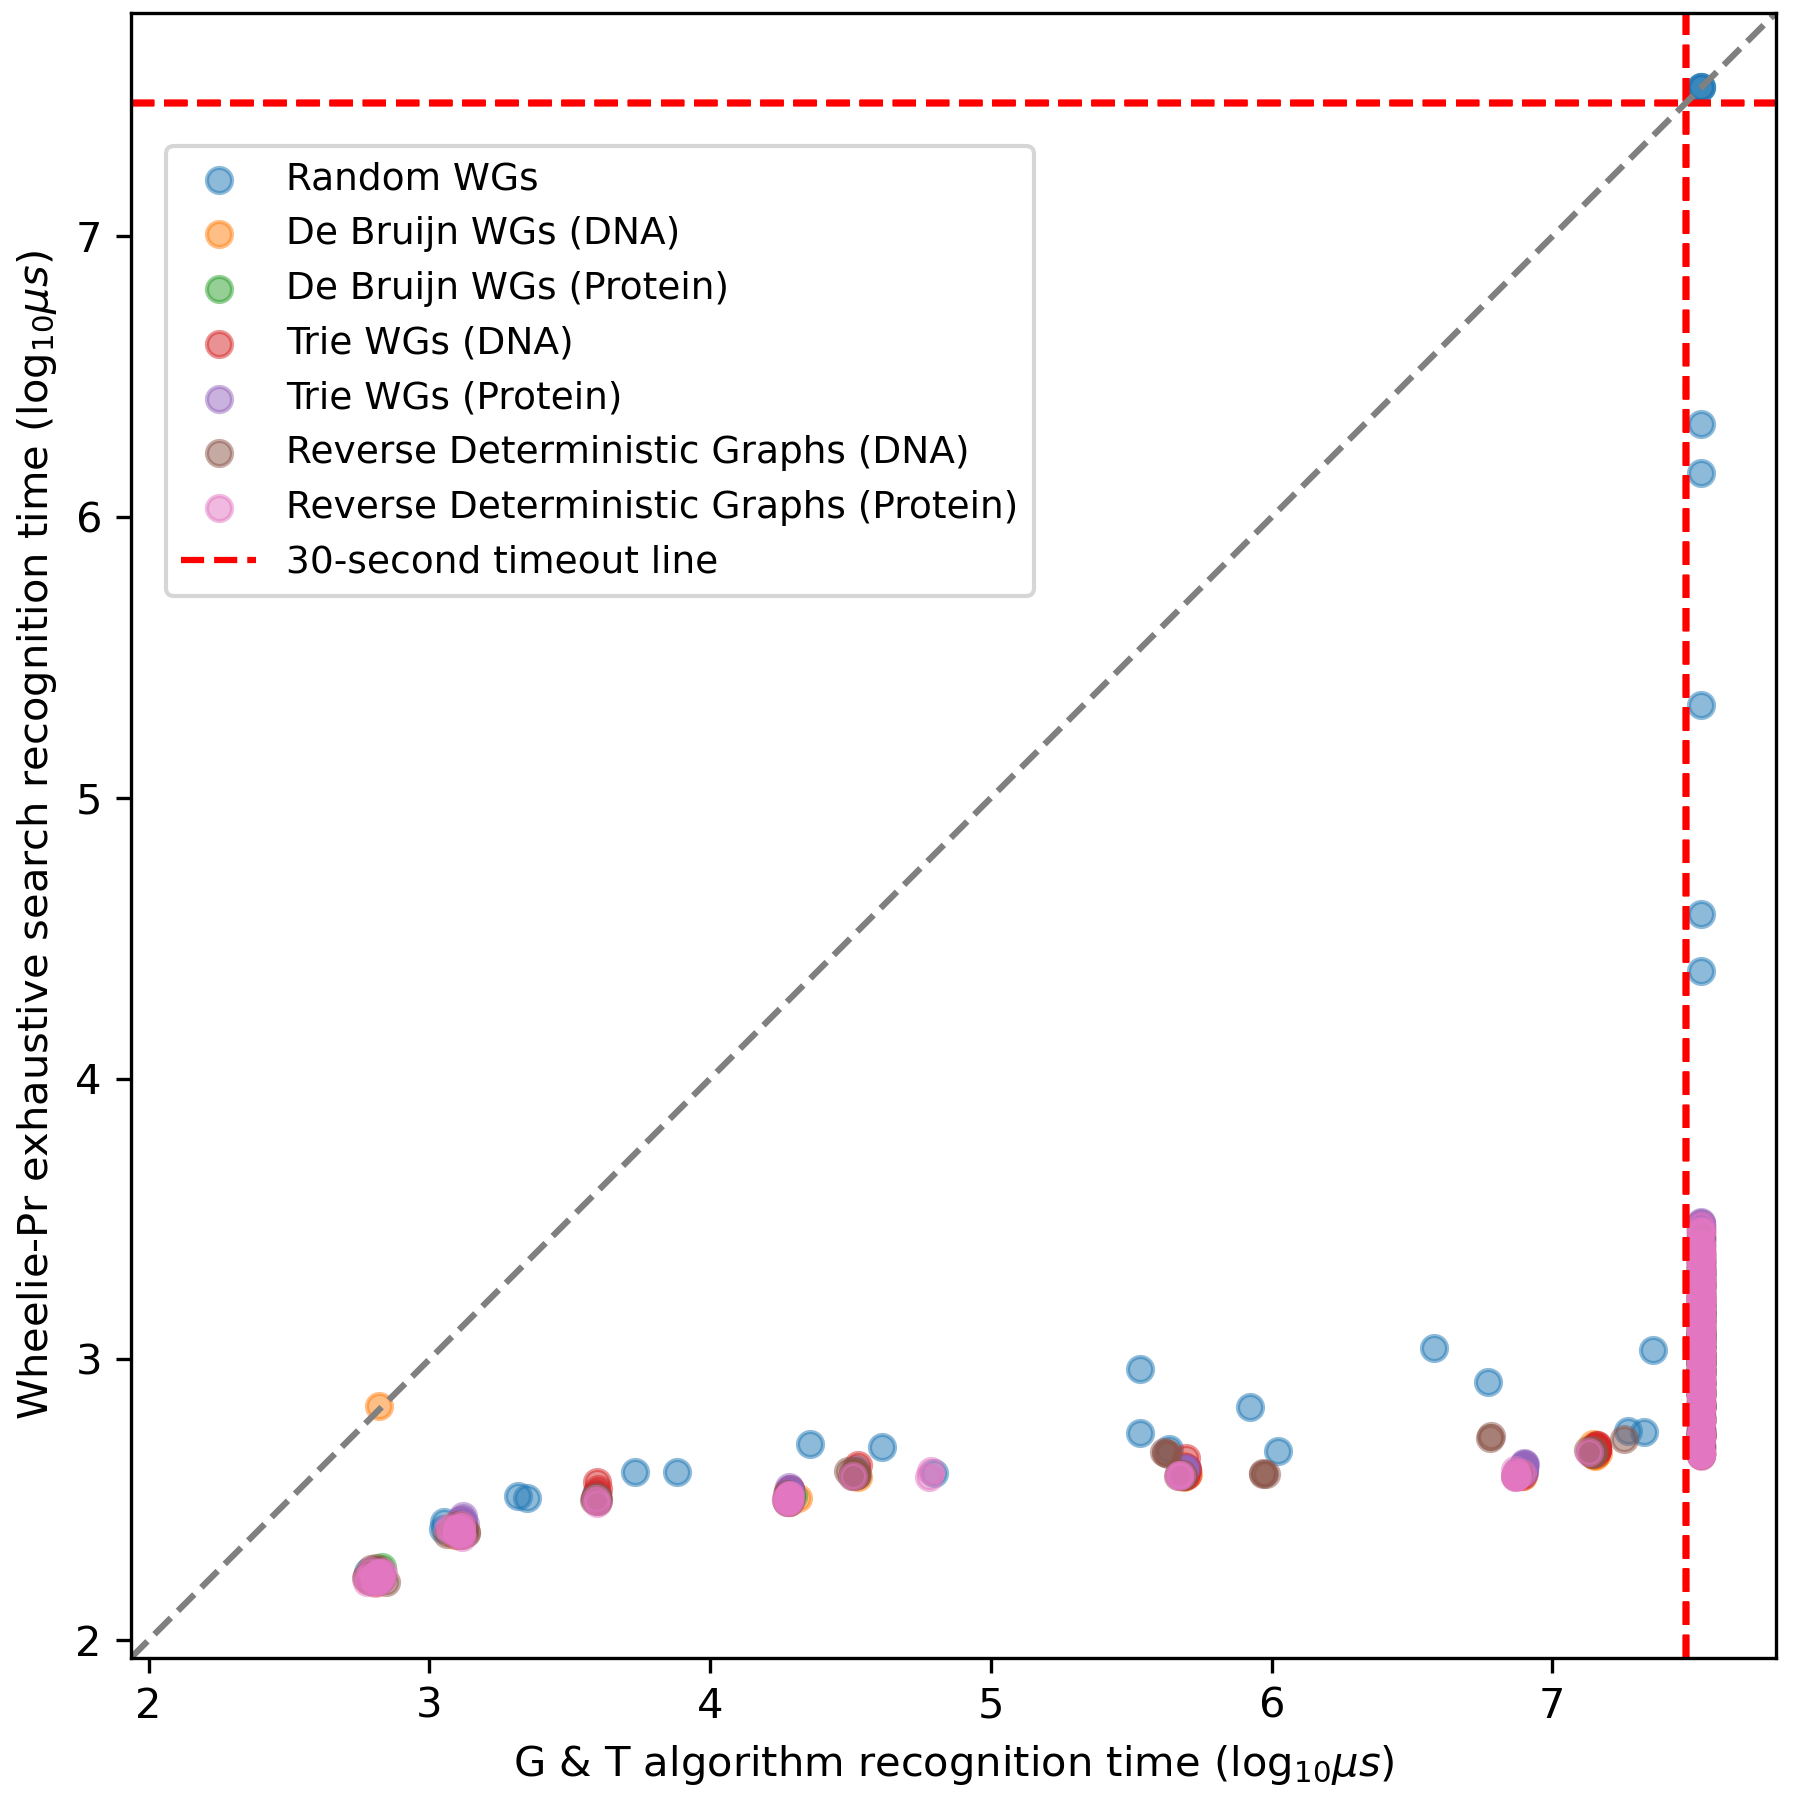 Wheelie-Pr exhaustive search recognition time (log₁₀μs)
7
6
5
4
3
2
Random WGs
De Bruijn WGs (DNA)
De Bruijn WGs (Protein)
Trie WGs (DNA)
Trie WGs (Protein)
Reverse Deterministic Graphs (DNA)
Reverse Deterministic Graphs (Protein)
30-second timeout line
2 3 4 5 6 7
G & T algorithm recognition time (log₁₀μs)